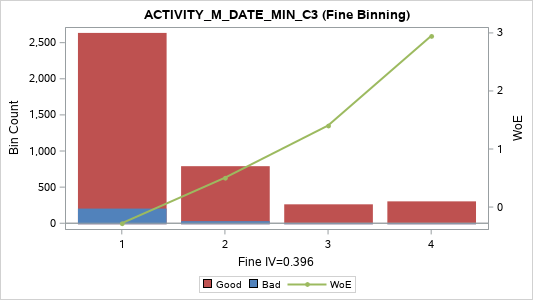 ACTIVITY_M_DATE_MIN_C3 (Fine Binning)
2,500
2,000
1,500
1,000
500
0
Bin Count
3
2
1
0
WoE
1 2 3 4
Fine IV=0.396
Good Bad WoE